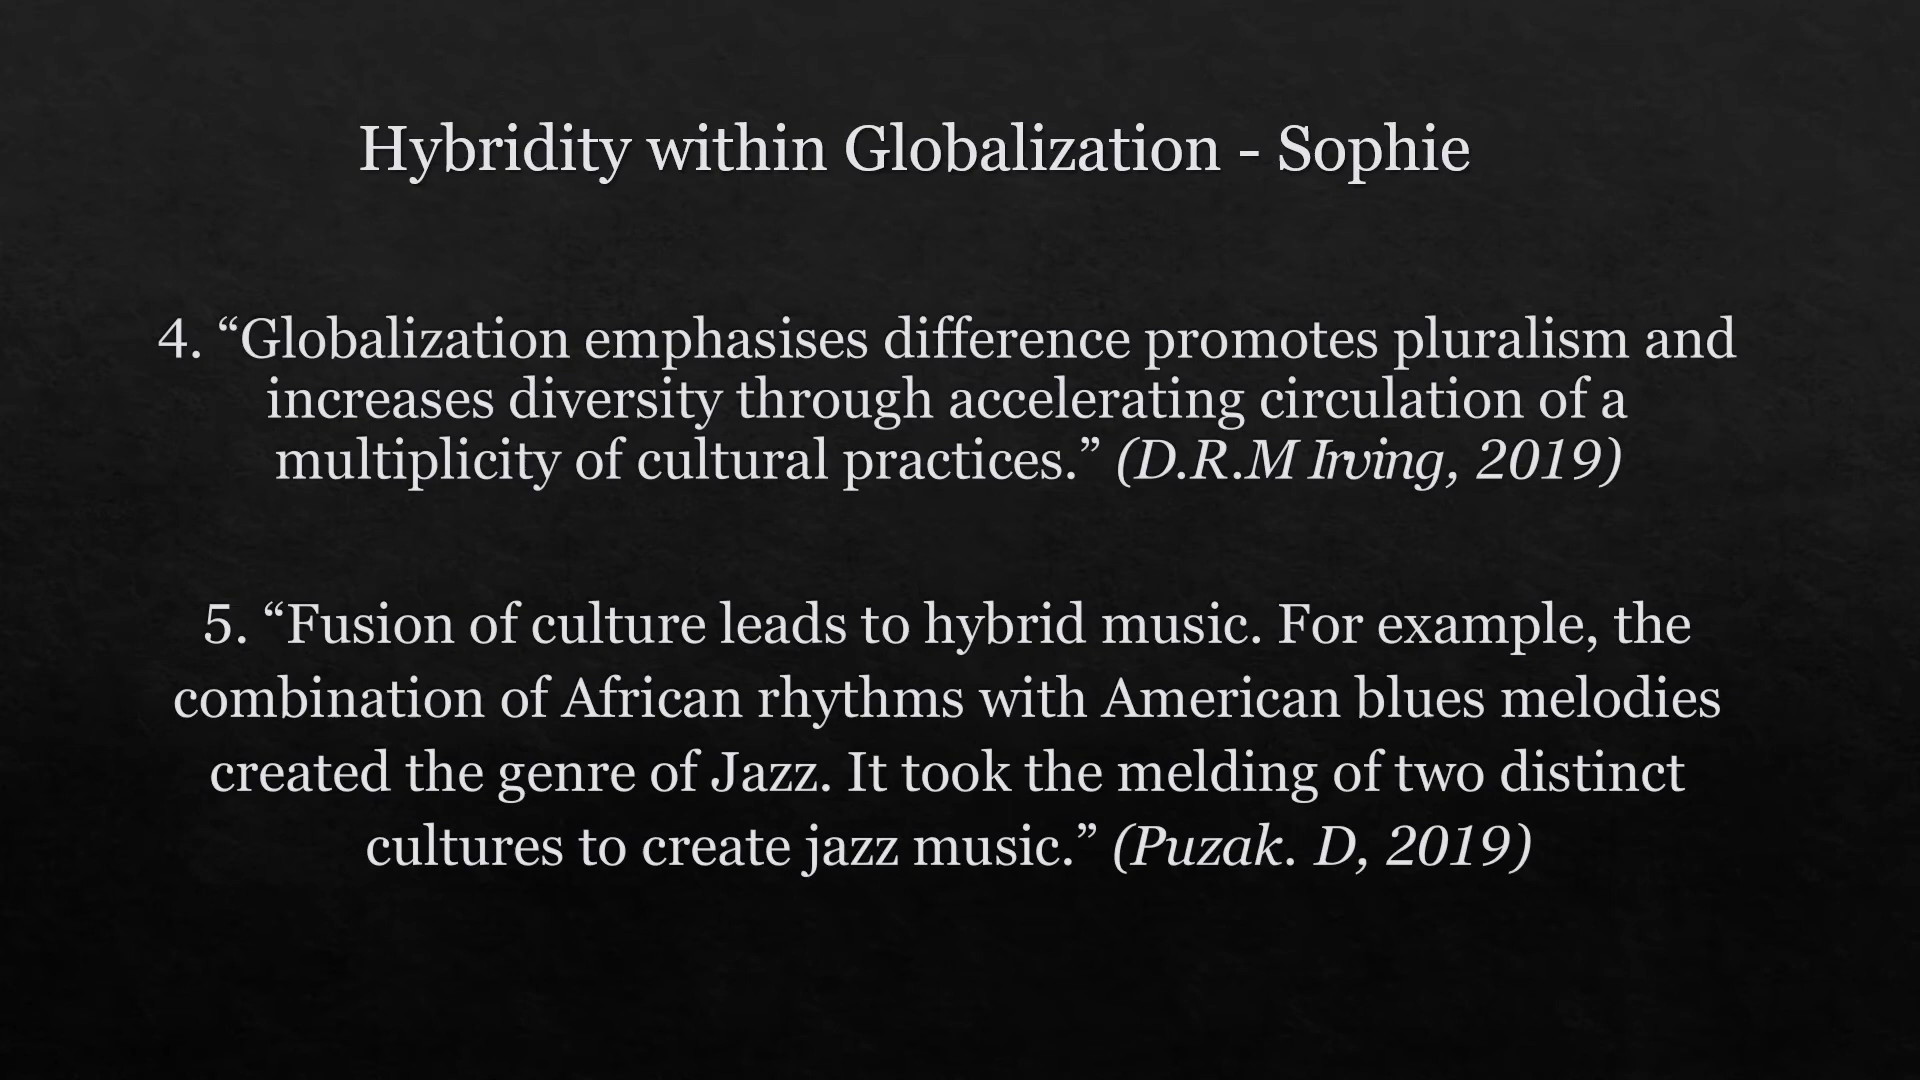 Hybridity within Globalization - Sophie
4. “Globalization emphasises difference promotes pluralism and
increases diversity through accelerating circulation of a
multiplicity of cultural practices.” (D.R.M Irving, 2019)
5. “Fusion of culture leads to hybrid music. For example, the
combination of African rhythms with American blues melodies
created the genre of Jazz. It took the melding of two distinct
cultures to create jazz music.” (Puzak. D, 2019)